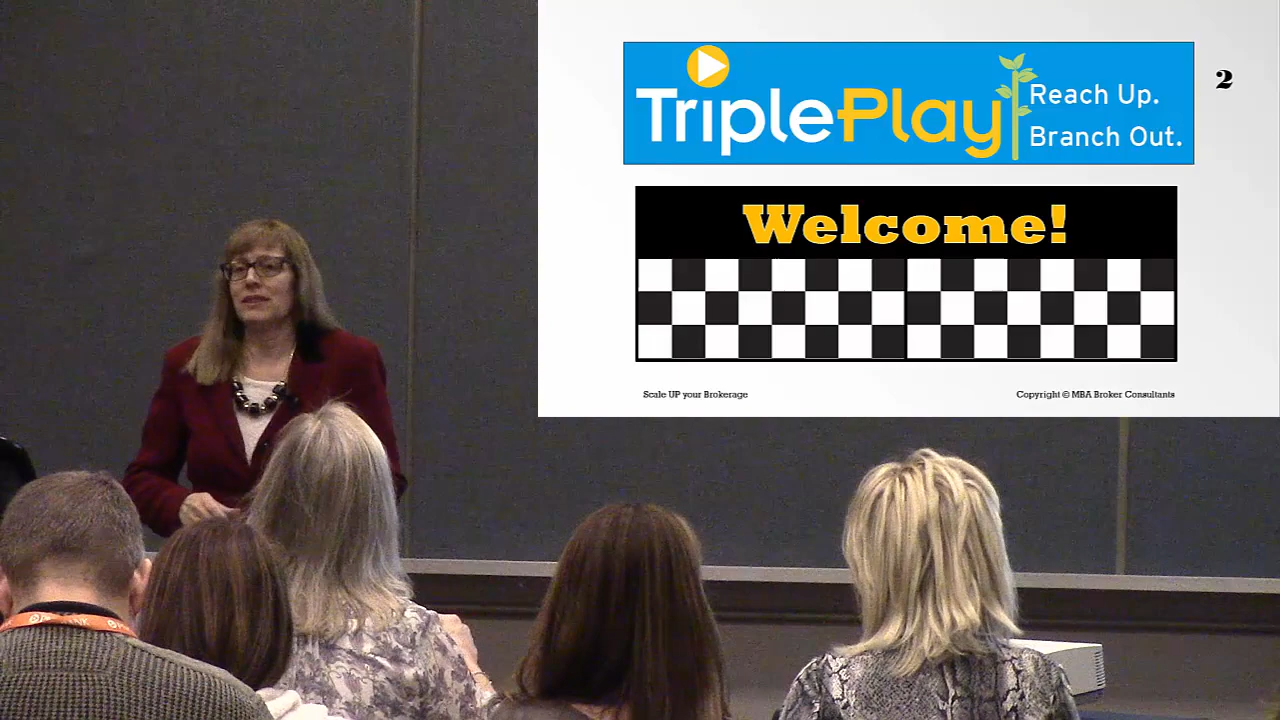 TriplePlay
Reach Up.
Branch Out.
2
Welcome!
Scale UP your Brokerage
Copyright © MBA Broker Consultants